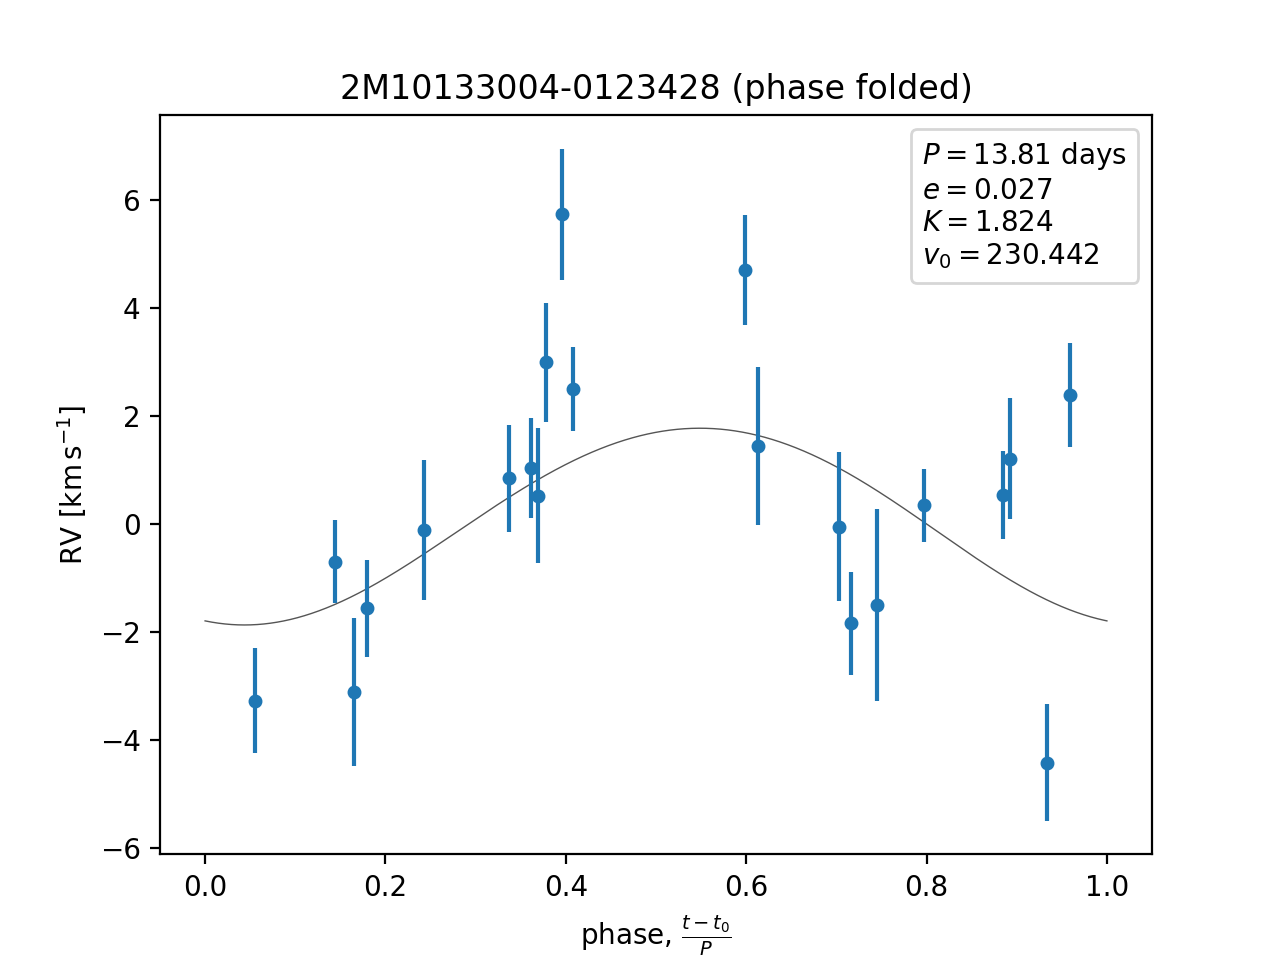 2M10133004-0123428 (phase folded)
P = 13.81 days
e = 0.027
K = 1.824
v₀ = 230.442
RV [km s⁻¹]
6
4
2
0
−2
−4
−6
0.0 0.2 0.4 0.6 0.8 1.0
phase, (t − t₀)/P